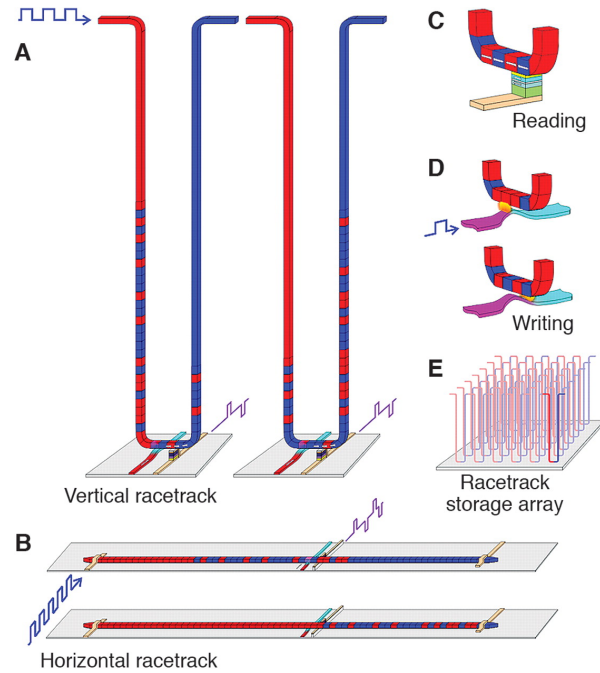 A
Vertical racetrack
C
Reading
D
Writing
E
Racetrack
storage array
B
Horizontal racetrack